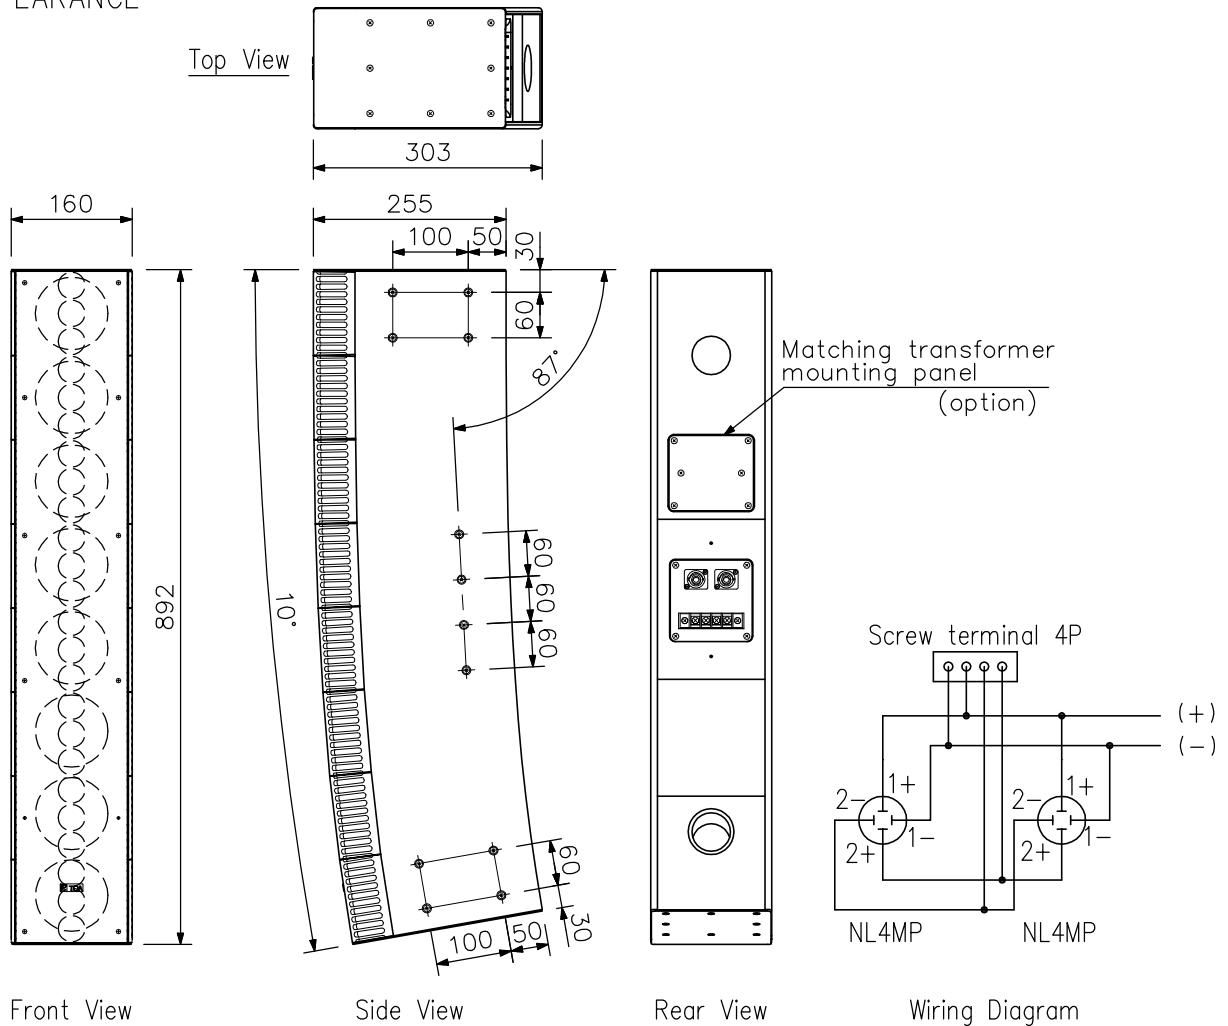 EARANCE
Top View
303
160
255
100
50
30
60
87°
892
10°
60
60
60
60
30
100
50
Matching transformer
mounting panel
(option)
Screw terminal 4P
(+)
(-)
2-
1+
1-
2+
2-
1+
1-
2+
NL4MP
NL4MP
TOA
Front View
Side View
Rear View
Wiring Diagram